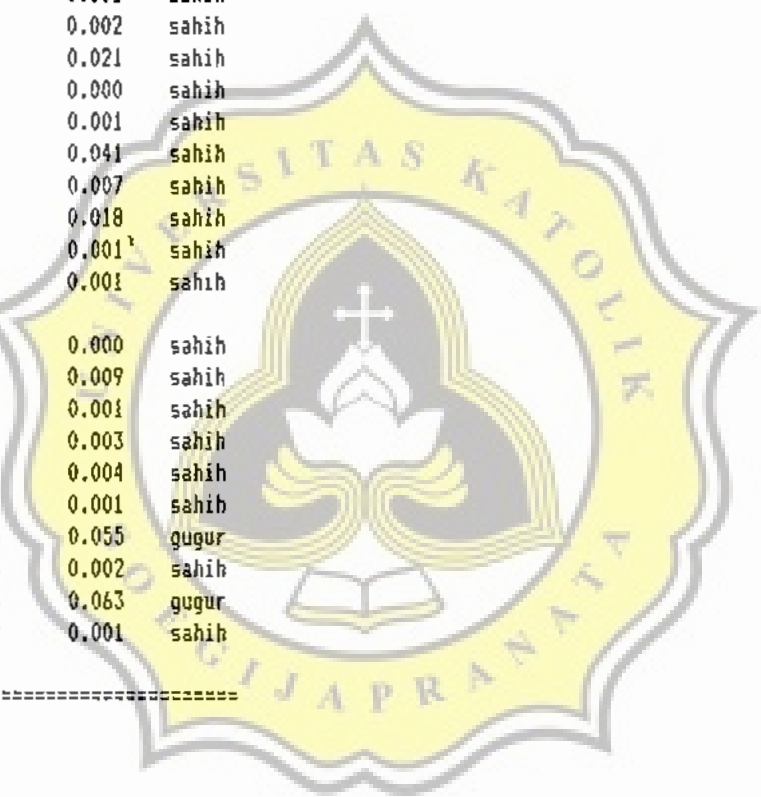 0.002 sahih
0.021 sahih
0.000 sahih
0.001 sahih
0.041 sahih
0.007 sahih
0.018 sahih
0.001 sahih
0.001 sahih
0.000 sahih
0.009 sahih
0.001 sahih
0.003 sahih
0.004 sahih
0.001 sahih
0.055 gugur
0.002 sahih
0.063 gugur
0.001 sahih
UNIVERSITAS KATOLIK
SOEGIJAPRANATA